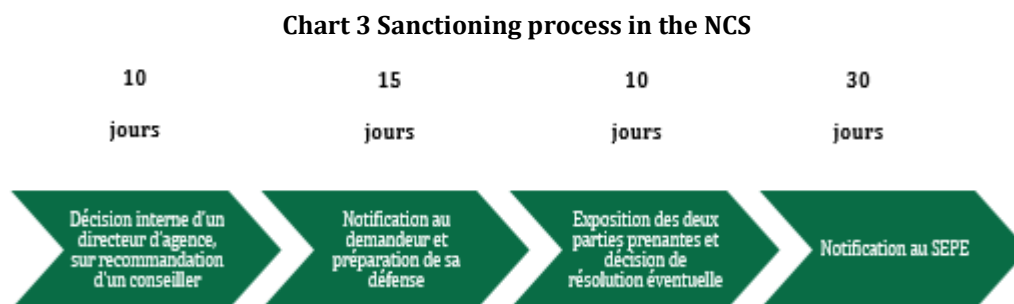 Chart 3 Sanctioning process in the NCS
10
jours
15
jours
10
jours
30
jours
Décision interne d'un
directeur d'agence,
sur recommandation
d'un conseiller
Notification au
demandeur et
préparation de sa
défense
Exposition des deux
parties prenantes et
décision de
résolution éventuelle
Notification au SEPE